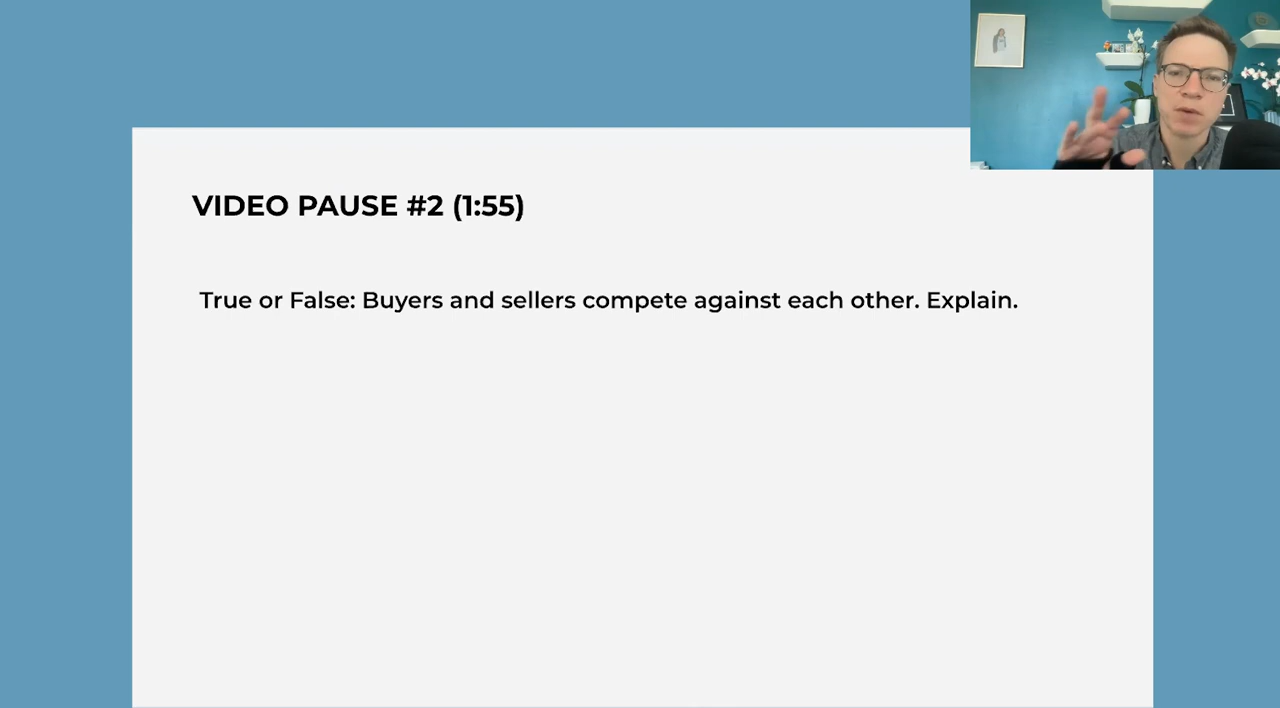 VIDEO PAUSE #2 (1:55)
True or False: Buyers and sellers compete against each other. Explain.